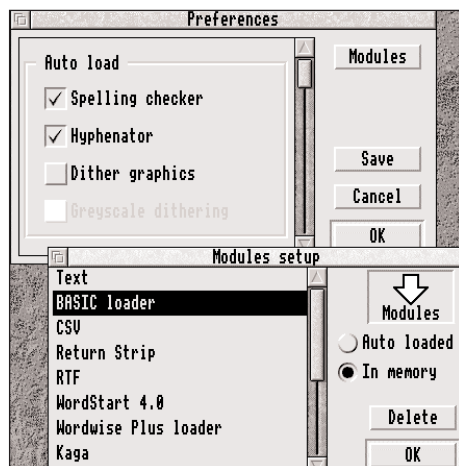 Preferences
Auto load
Modules
Spelling checker
Hyphenator
Dither graphics
Save
Greyscale dithering
Cancel
OK
Modules setup
Text
BASIC loader
CSV
Return Strip
RTF
WordStart 4.0
Wordwise Plus loader
Kaga
Modules
Auto loaded
In memory
Delete
OK